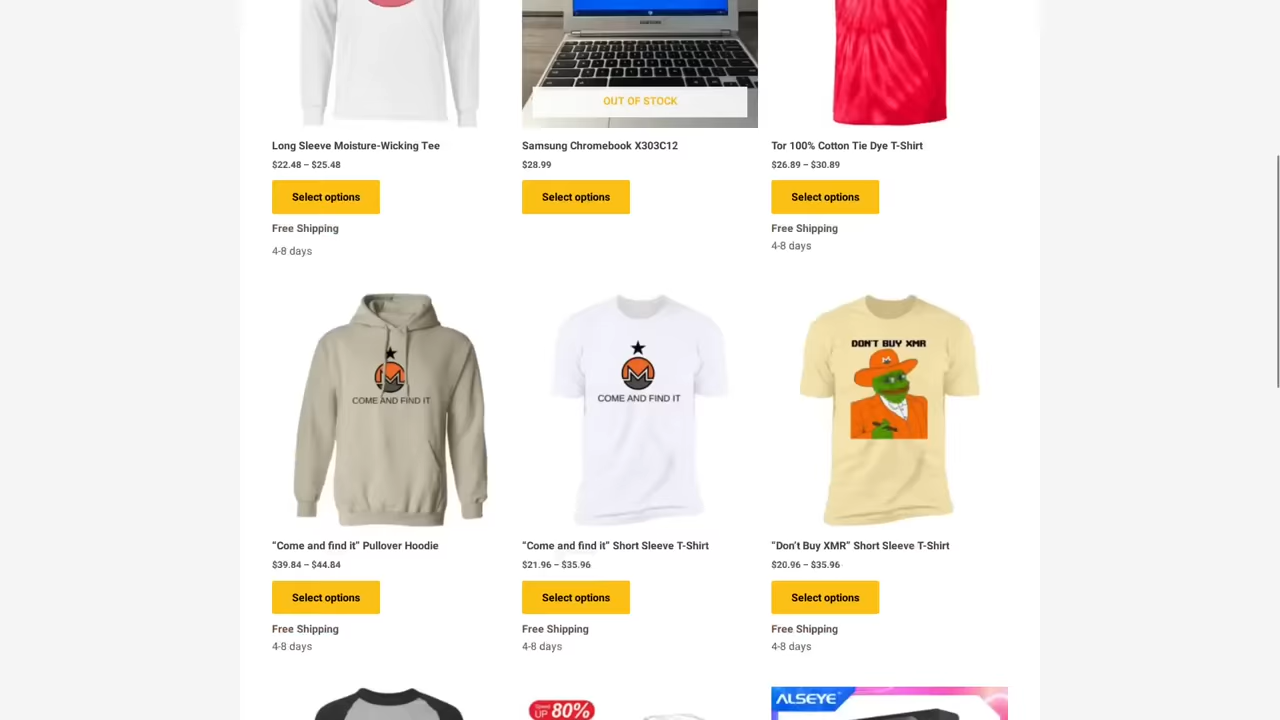 SAMSUNG
OUT OF STOCK
Long Sleeve Moisture-Wicking Tee
$22.48 – $25.48
Select options
Free Shipping
4-8 days
Samsung Chromebook X303C12
$28.99
Select options
Tor 100% Cotton Tie Dye T-Shirt
$26.89 – $30.89
Select options
Free Shipping
4-8 days
COME AND FIND IT
“Come and find it” Pullover Hoodie
$39.84 – $44.84
Select options
Free Shipping
4-8 days
COME AND FIND IT
“Come and find it” Short Sleeve T-Shirt
$21.96 – $35.96
Select options
Free Shipping
4-8 days
DON'T BUY XMR
“Don’t Buy XMR” Short Sleeve T-Shirt
$20.96 – $35.96
Select options
Free Shipping
4-8 days
Speed
UP 80%
ALSEYE